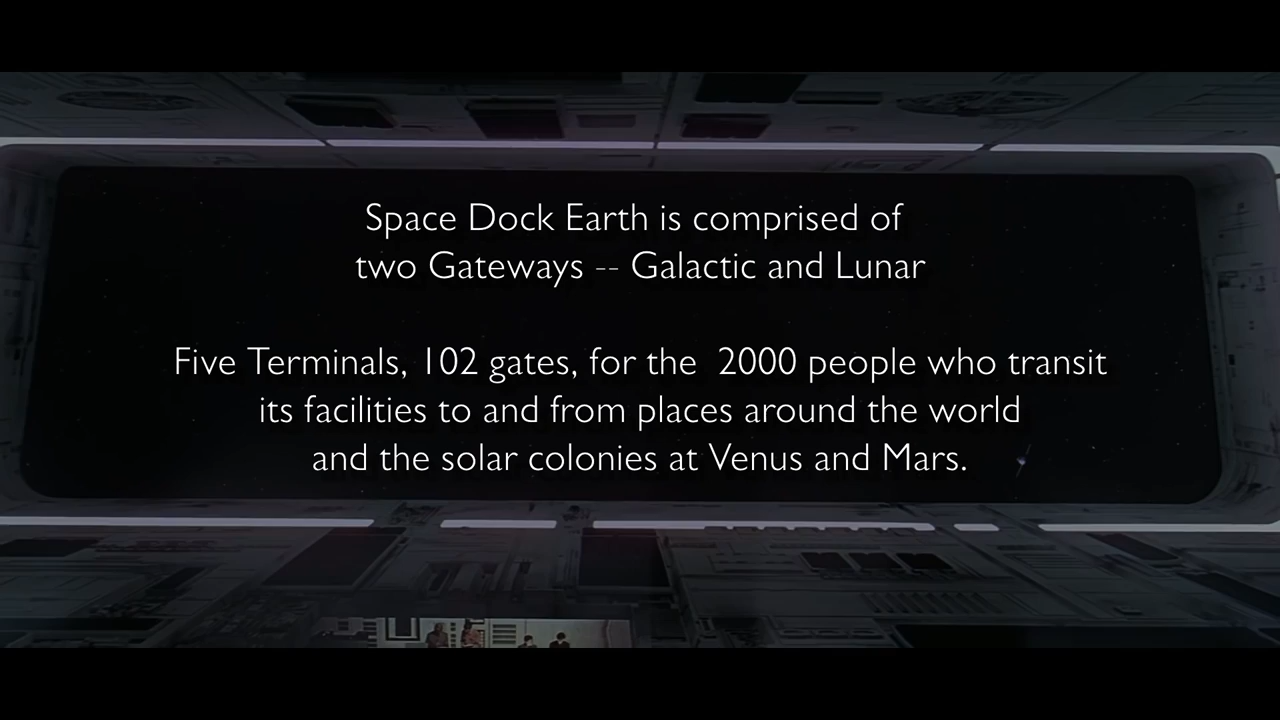 Space Dock Earth is comprised of
two Gateways -- Galactic and Lunar
Five Terminals, 102 gates, for the  2000 people who transit
its facilities to and from places around the world
and the solar colonies at Venus and Mars.